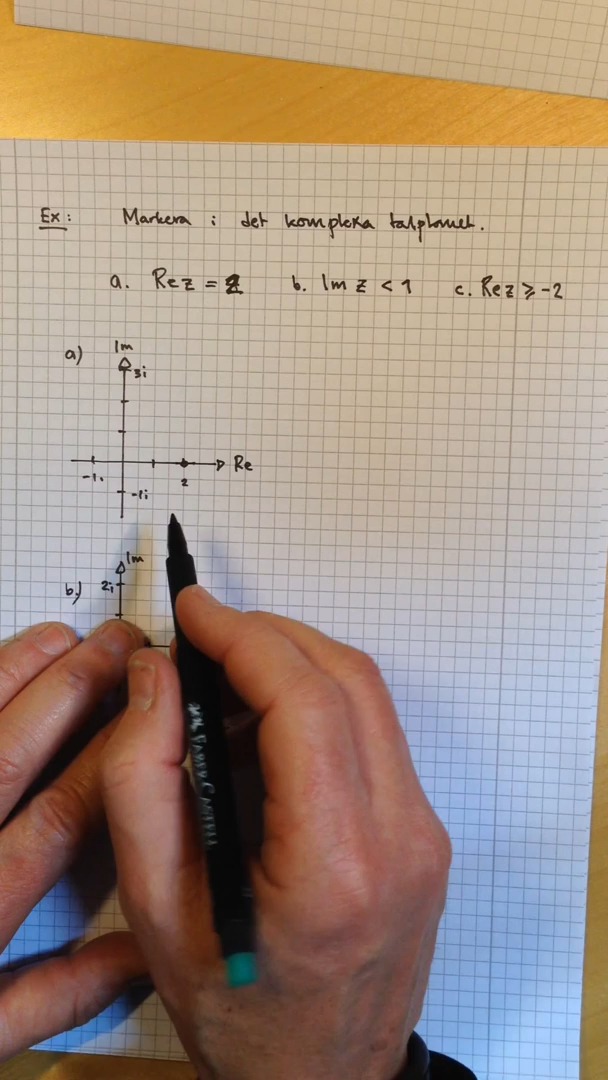 Ex: Markera i det komplexa talplanet.
a. Re z = 2 b. Im z < 1 c. Re z ≥ -2
a) Im
3i
Re
-1i 2
-1i
Im
b.) 2i
FABER CASTELL